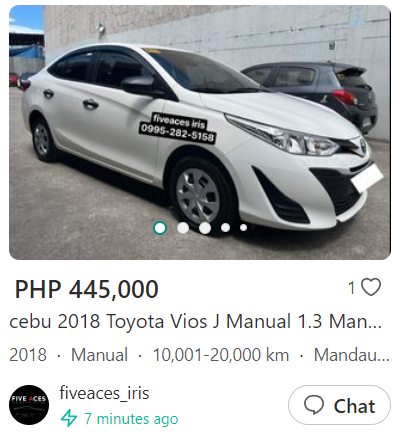 fiveaces iris
0995-282-5158
PHP 445,000
1
cebu 2018 Toyota Vios J Manual 1.3 Man...
2018 · Manual · 10,001-20,000 km · Mandau...
FIVE ACES
fiveaces_iris
7 minutes ago
Chat